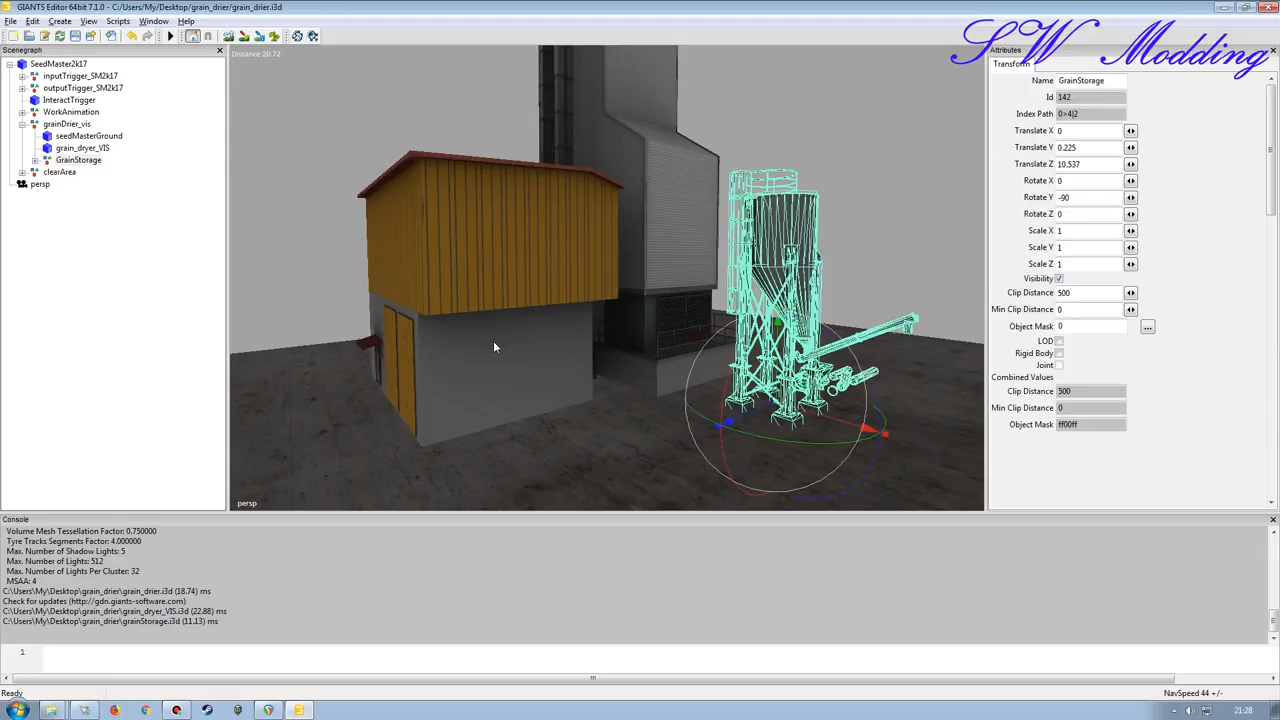 GIANTS Editor 64bit 7.1.0 - C:/Users/My/Desktop/grain_drier/grain_drier.i3d
File Edit View Create Scripts Window Help
SW Modding
Scenegraph
SeedMaster2k17
inputTrigger_SM2k17
outputTrigger_SM2k17
InteractTrigger
WorkAnimation
grainDrier_vis
seedMasterGround
grain_dryer_VIS
GrainStorage
clearArea
persp
Distance 20.72
persp
Attributes
Transform
Name GrainStorage
Id 142
Index Path 0>4|2
Translate X 0
Translate Y 0.225
Translate Z 10.537
Rotate X 0
Rotate Y -90
Rotate Z 0
Scale X 1
Scale Y 1
Scale Z 1
Visibility
Clip Distance 500
Min Clip Distance 0
Object Mask 0 ...
LOD
Rigid Body
Joint
Combined Values
Clip Distance 500
Min Clip Distance 0
Object Mask ff00ff
Console
Volume Mesh Tessellation Factor: 0.750000
Tyre Tracks Segments Factor: 4.000000
Max. Number of Shadow Lights: 5
Max. Number of Lights: 512
Max. Number of Lights Per Cluster: 32
MSAA: 4
C:\Users\My\Desktop\grain_drier\grain_drier.i3d (18.74) ms
Check for updates (http://gdn.giants-software.com)
C:\Users\My\Desktop\grain_drier\grain_dryer_VIS.i3d (22.88) ms
C:\Users\My\Desktop\grain_drier\grainStorage.i3d (11.13) ms
1
Ready
NavSpeed 44 +/-
21:28